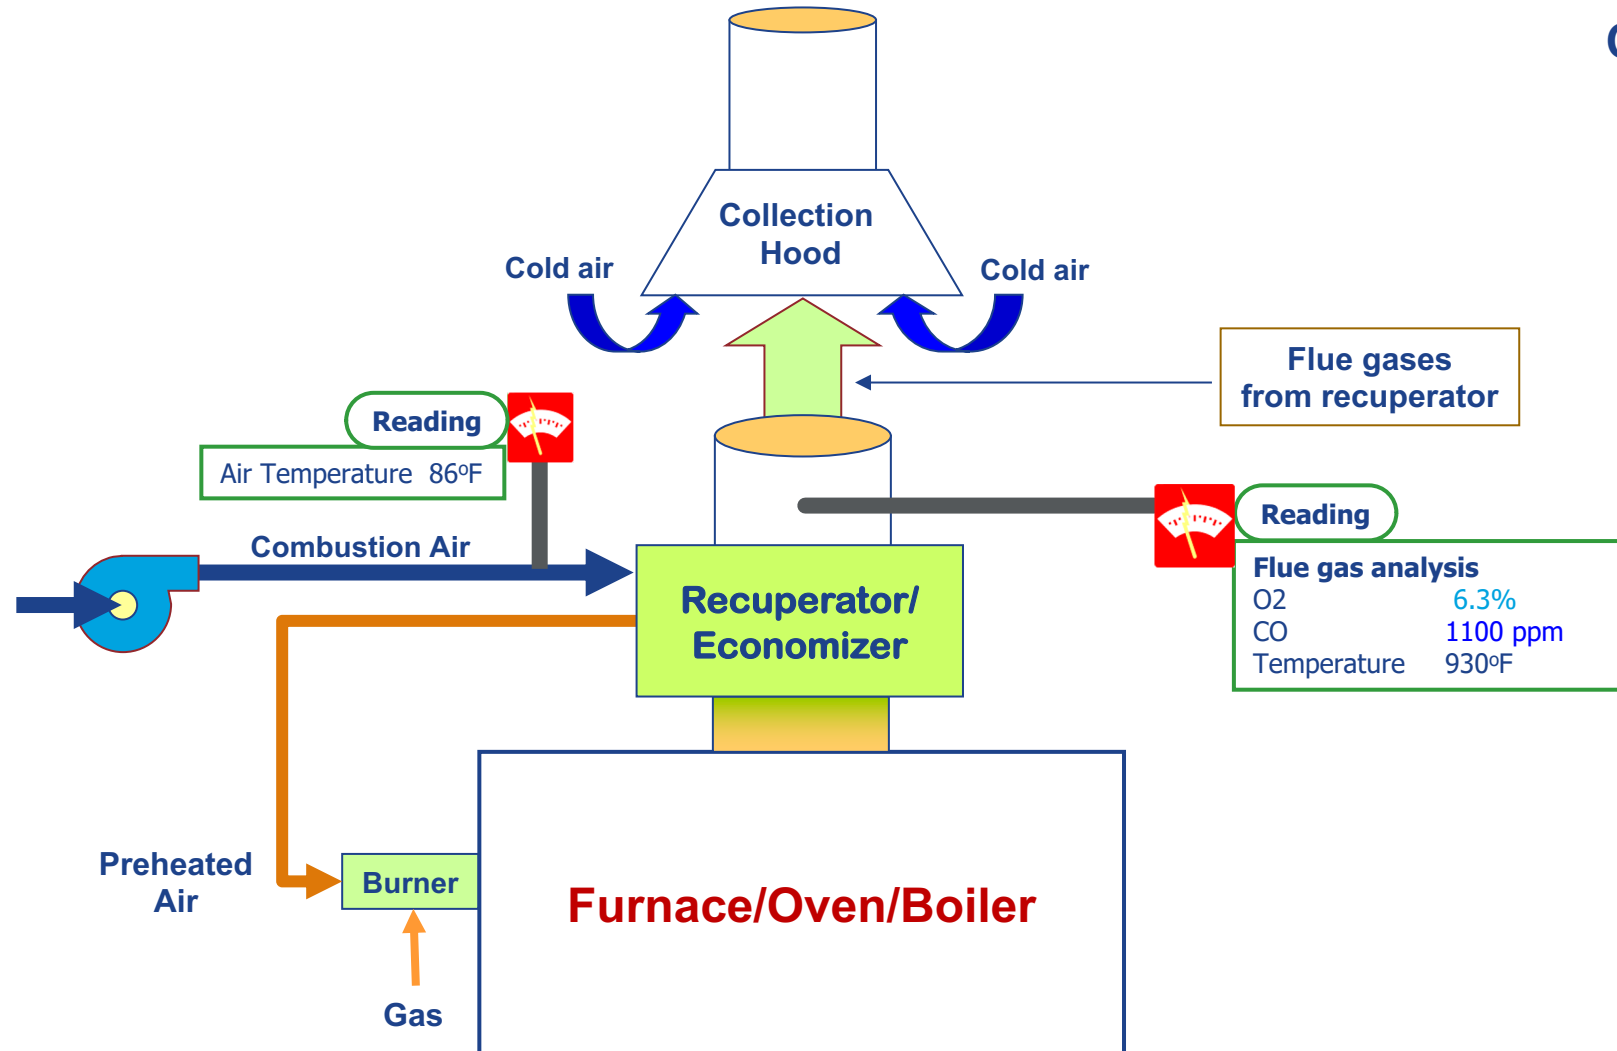 Collection
Hood
Cold air
Cold air
Flue gases
from recuperator
Reading
Air Temperature 86ºF
Reading
Combustion Air
Flue gas analysis
O2 6.3%
CO 1100 ppm
Temperature 930ºF
Recuperator/
Economizer
Preheated
Air
Burner
Furnace/Oven/Boiler
Gas